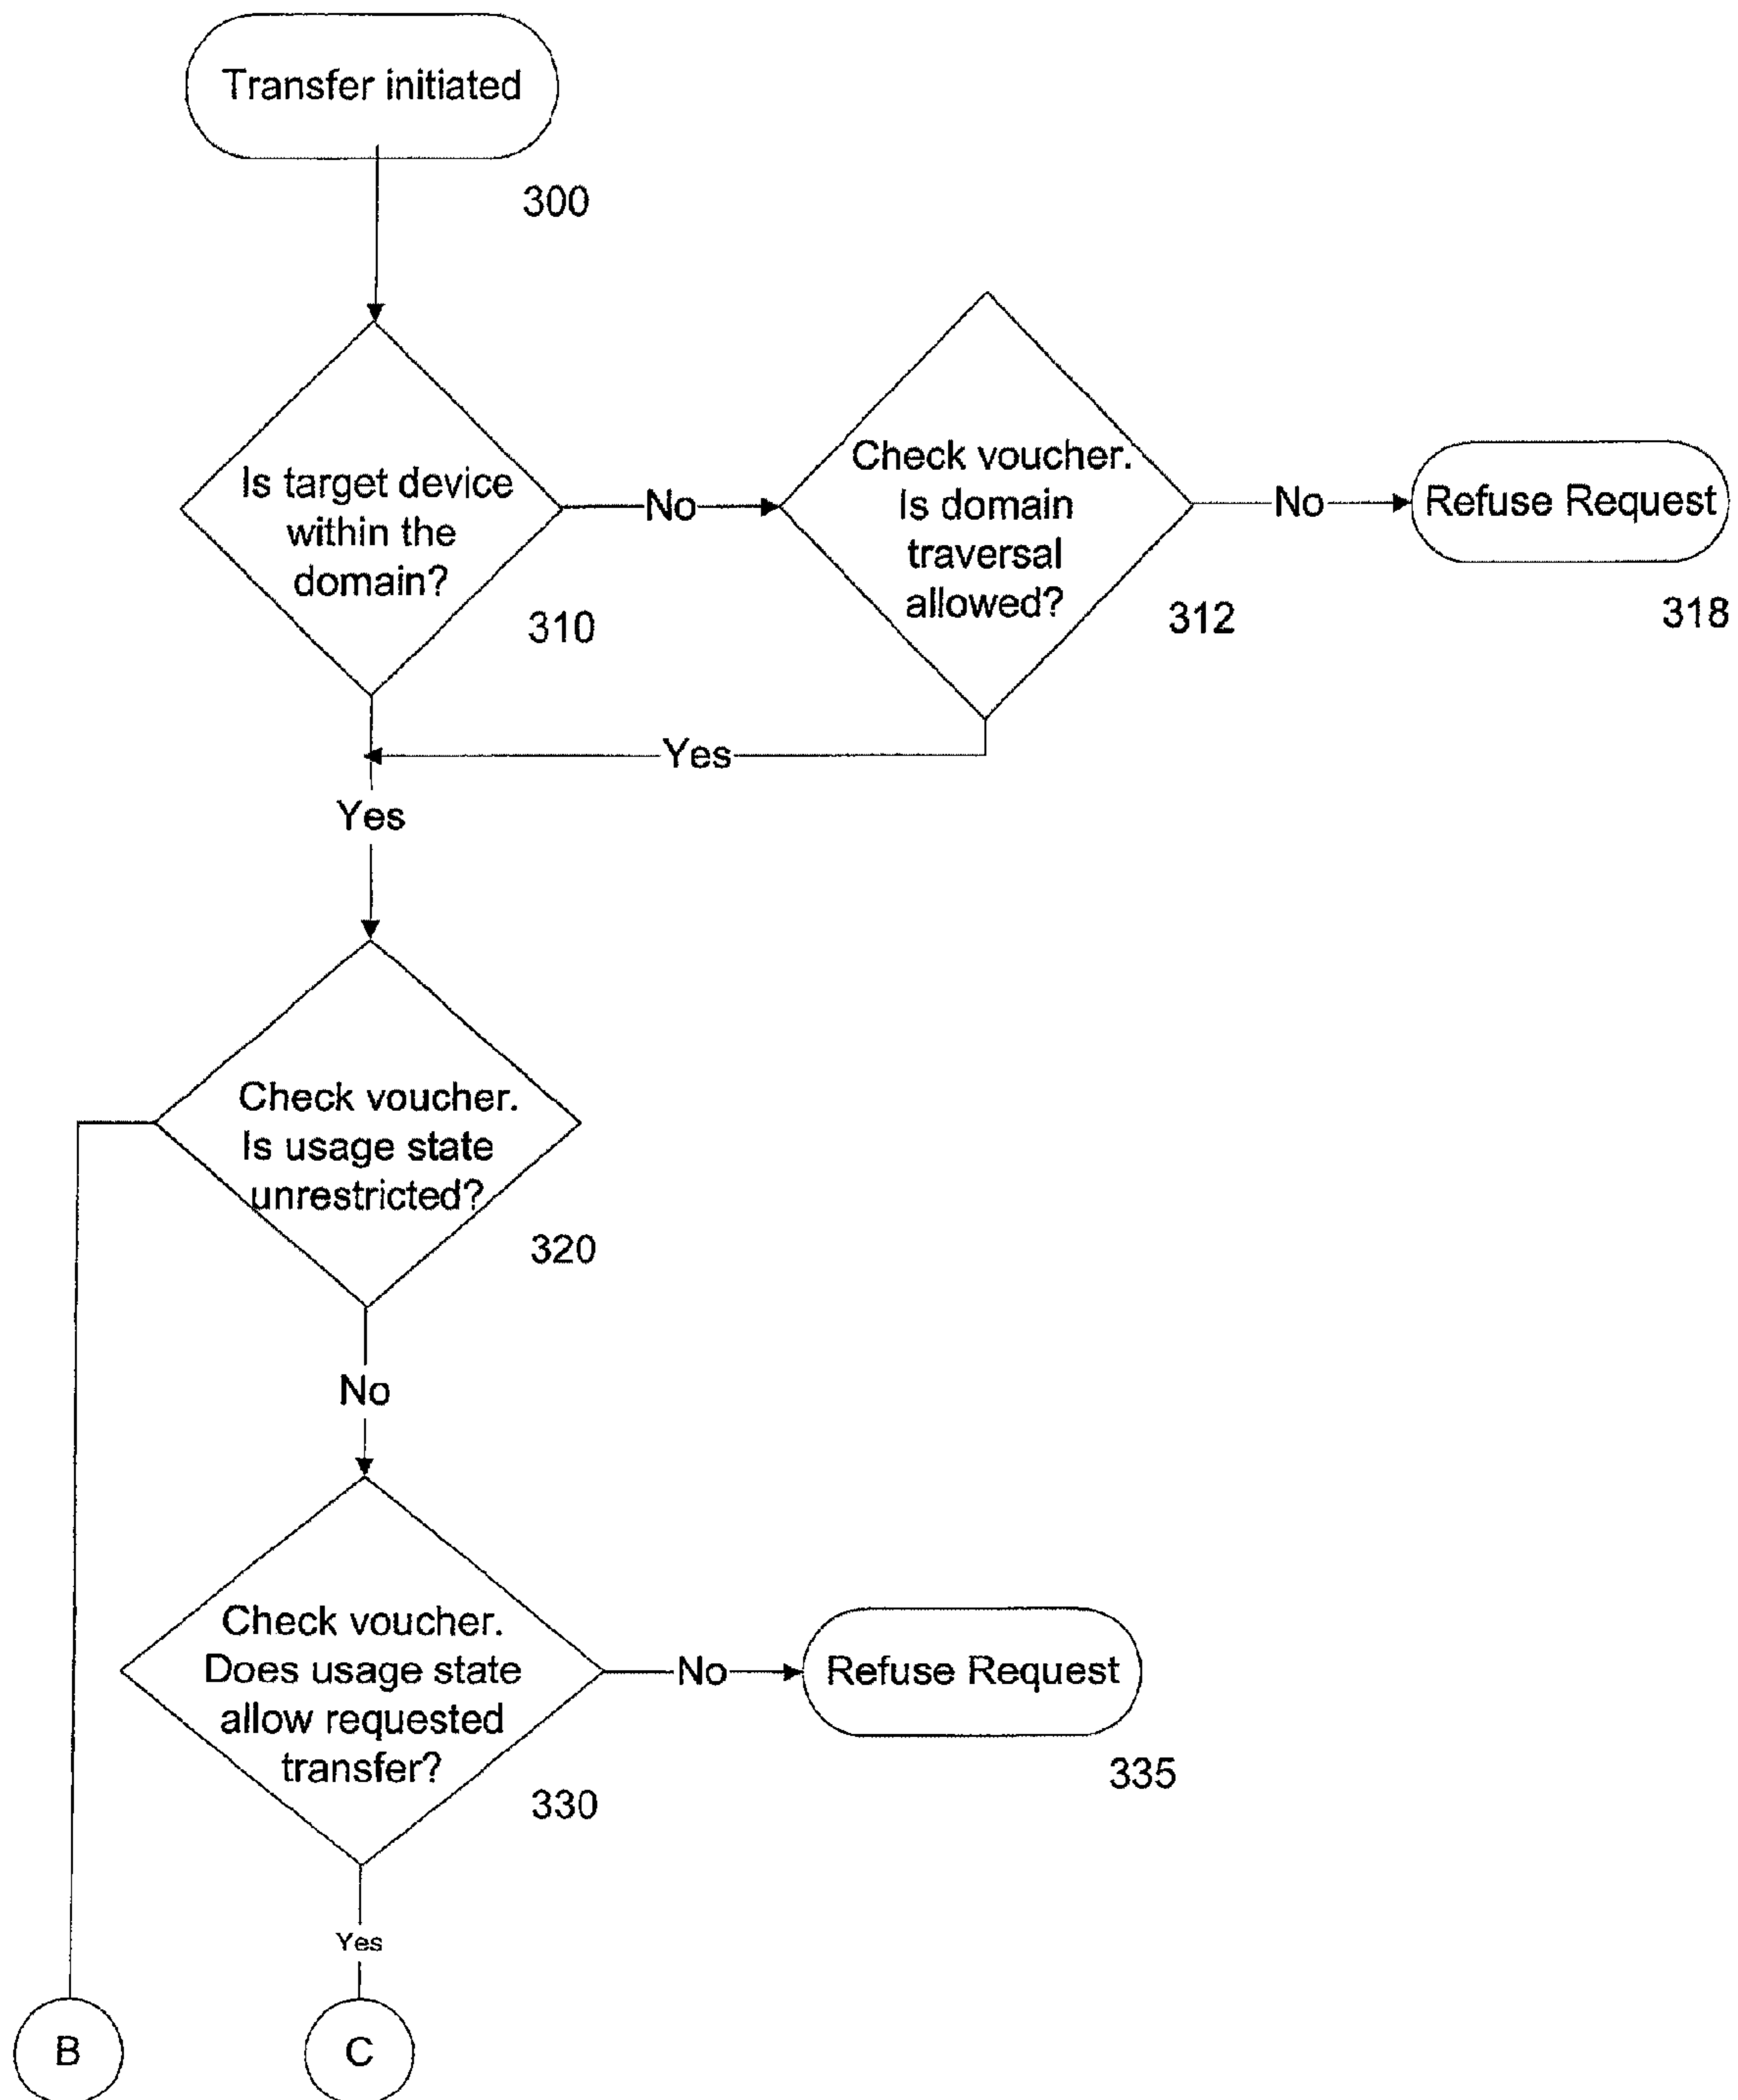 Transfer initiated
300
Is target device
within the
domain?
310
No
Check voucher.
Is domain
traversal
allowed?
312
No
Refuse Request
318
Yes
Yes
Check voucher.
Is usage state
unrestricted?
320
No
Check voucher.
Does usage state
allow requested
transfer?
330
No
Refuse Request
335
Yes
B
C